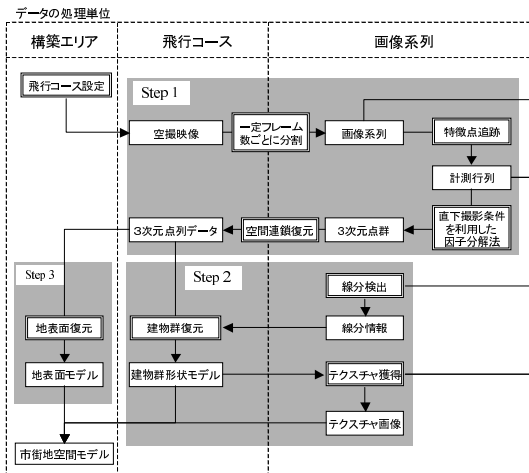 データの処理単位
構築エリア
飛行コース
画像系列
飛行コース設定
Step 1
空撮映像
一定フレーム
数ごとに分割
画像系列
特徴点追跡
計測行列
直下撮影条件
を利用した
因子分解法
3次元点群
空間連鎖復元
3次元点列データ
Step 3
Step 2
地表面復元
地表面モデル
建物群復元
建物群形状モデル
線分検出
線分情報
テクスチャ獲得
テクスチャ画像
市街地空間モデル